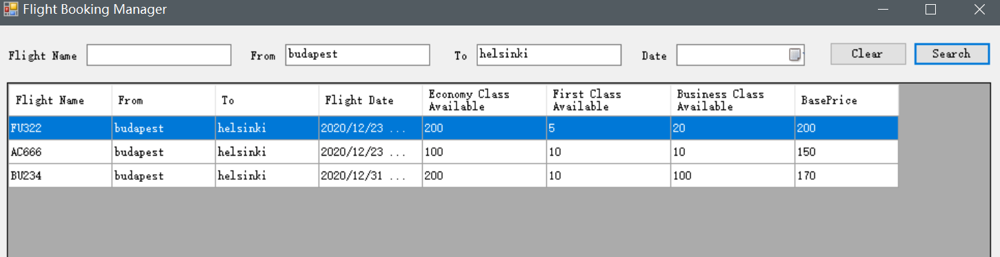 Flight Booking Manager
Flight Name From budapest To helsinki Date Clear Search
Flight Name From To Flight Date Economy Class Available First Class Available Business Class Available BasePrice
FU322 budapest helsinki 2020/12/23 ... 200 5 20 200
AC666 budapest helsinki 2020/12/23 ... 100 10 10 150
BU234 budapest helsinki 2020/12/31 ... 200 10 100 170